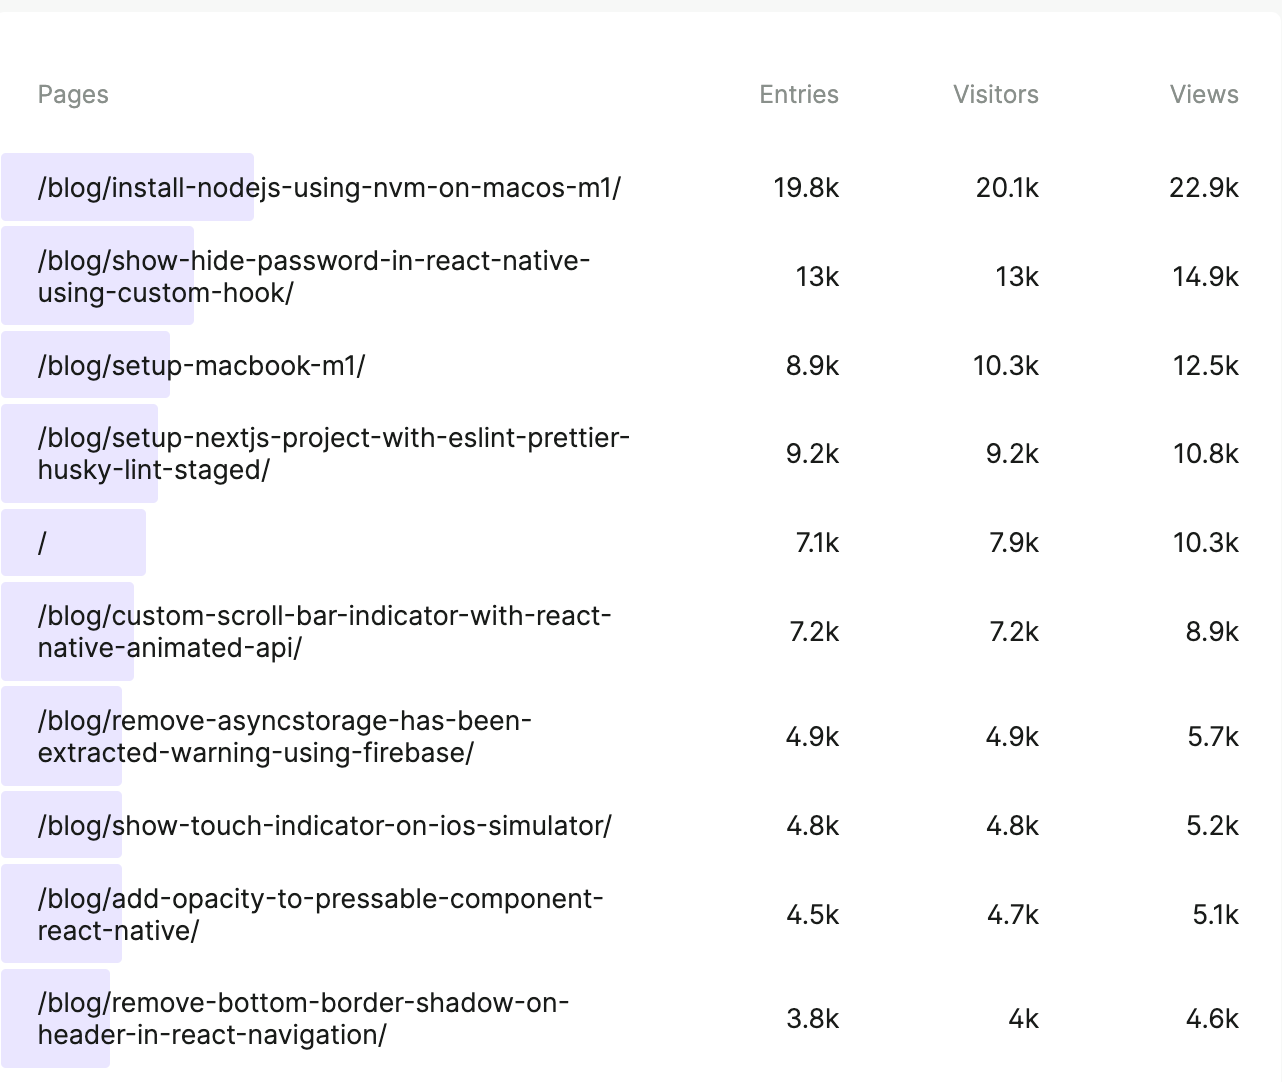 Pages Entries Visitors Views
/blog/install-nodejs-using-nvm-on-macos-m1/ 19.8k 20.1k 22.9k
/blog/show-hide-password-in-react-native-
using-custom-hook/ 13k 13k 14.9k
/blog/setup-macbook-m1/ 8.9k 10.3k 12.5k
/blog/setup-nextjs-project-with-eslint-prettier-
husky-lint-staged/ 9.2k 9.2k 10.8k
/ 7.1k 7.9k 10.3k
/blog/custom-scroll-bar-indicator-with-react-
native-animated-api/ 7.2k 7.2k 8.9k
/blog/remove-asyncstorage-has-been-
extracted-warning-using-firebase/ 4.9k 4.9k 5.7k
/blog/show-touch-indicator-on-ios-simulator/ 4.8k 4.8k 5.2k
/blog/add-opacity-to-pressable-component-
react-native/ 4.5k 4.7k 5.1k
/blog/remove-bottom-border-shadow-on-
header-in-react-navigation/ 3.8k 4k 4.6k